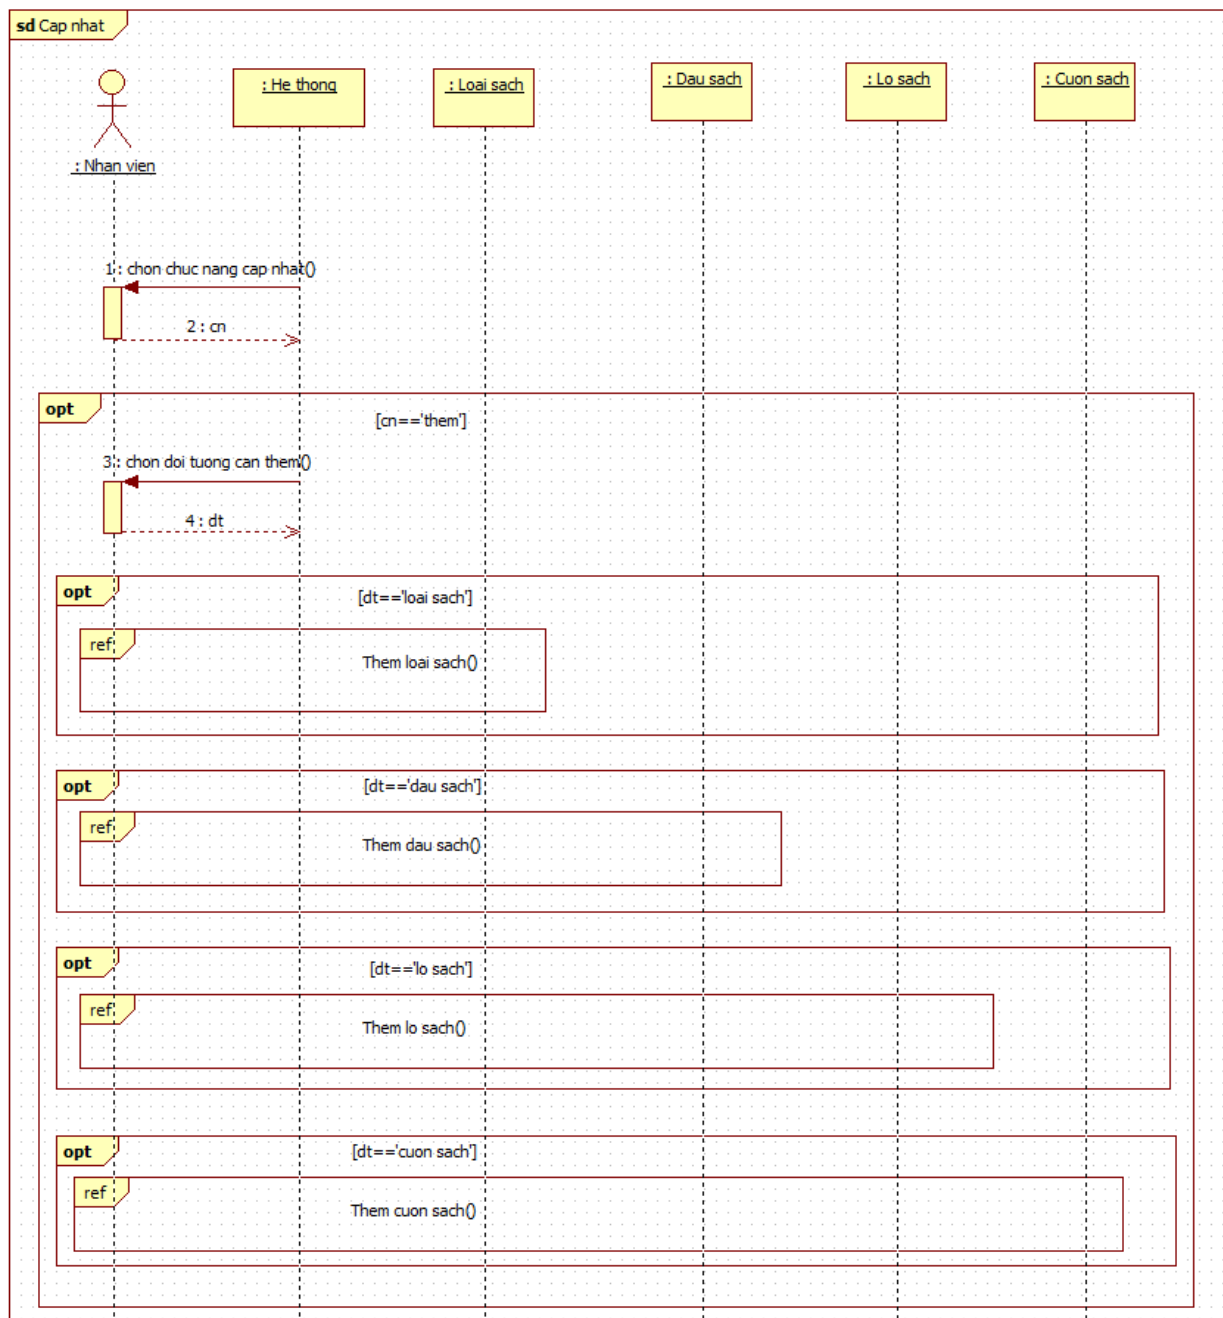 sd Cap nhat
: Nhan vien
: He thong
: Loai sach
: Dau sach
: Lo sach
: Cuon sach
1 : chon chuc nang cap nhat()
2 : cn
opt
[cn=='them']
3 : chon doi tuong can them()
4 : dt
opt
[dt=='loai sach']
ref
Them loai sach()
opt
[dt=='dau sach']
ref
Them dau sach()
opt
[dt=='lo sach']
ref
Them lo sach()
opt
[dt=='cuon sach']
ref
Them cuon sach()